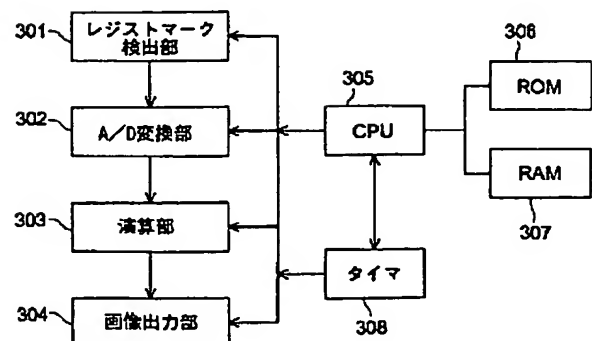 301
レジストマーク
検出部
302
A/D変換部
303
演算部
304
画像出力部
305
CPU
306
ROM
RAM
307
タイマ
308